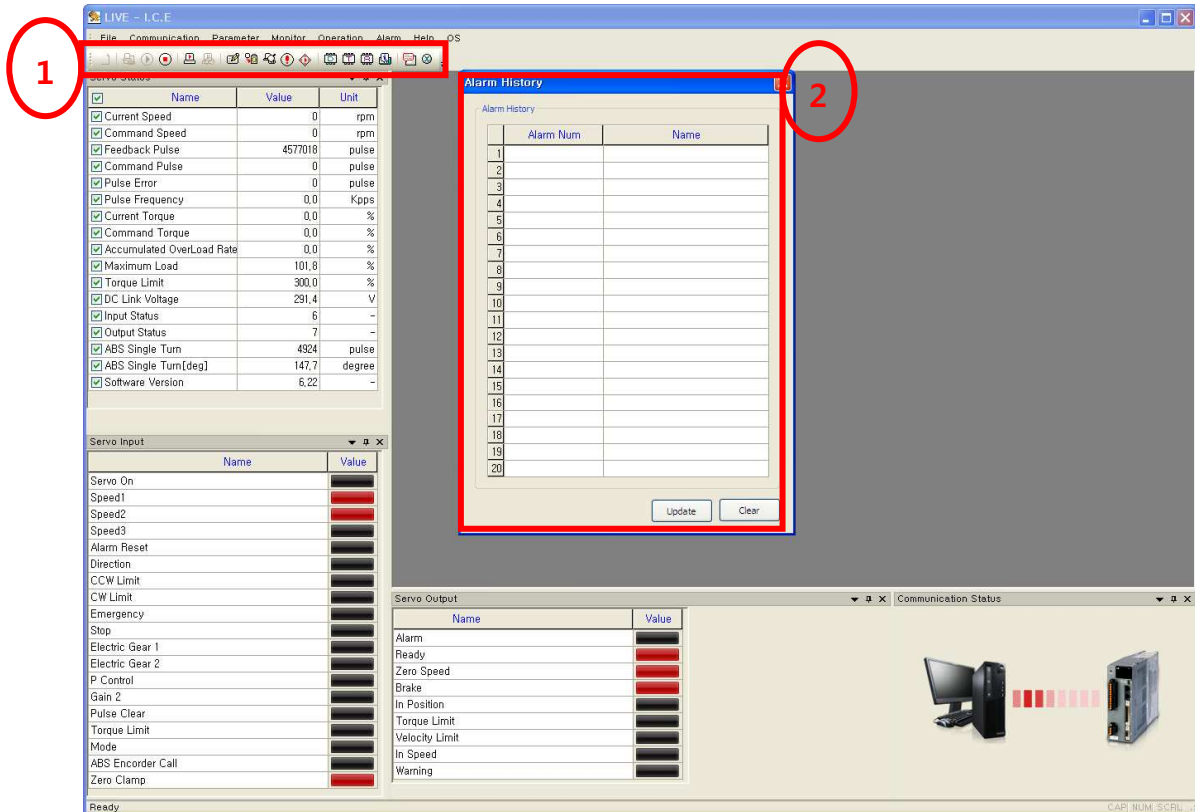 LIVE - I.C.E
File Communication Parameter Monitor Operation Alarm Help OS
1
Servo Status
Name Value Unit
Current Speed 0 rpm
Command Speed 0 rpm
Feedback Pulse 4577018 pulse
Command Pulse 0 pulse
Pulse Error 0 pulse
Pulse Frequency 0,0 Kpps
Current Torque 0,0 %
Command Torque 0,0 %
Accumulated OverLoad Rate 0,0 %
Maximum Load 101,8 %
Torque Limit 300,0 %
DC Link Voltage 291,4 V
Input Status 6 -
Output Status 7 -
ABS Single Turn 4924 pulse
ABS Single Turn[deg] 147,7 degree
Software Version 6,22 -
Alarm History
2
Alarm History
Alarm Num Name
1
2
3
4
5
6
7
8
9
10
11
12
13
14
15
16
17
18
19
20
Update Clear
Servo Input
Name Value
Servo On
Speed1
Speed2
Speed3
Alarm Reset
Direction
CCW Limit
CW Limit
Emergency
Stop
Electric Gear 1
Electric Gear 2
P Control
Gain 2
Pulse Clear
Torque Limit
Mode
ABS Encorder Call
Zero Clamp
Servo Output
Name Value
Alarm
Ready
Zero Speed
Brake
In Position
Torque Limit
Velocity Limit
In Speed
Warning
Communication Status
Ready
CAP NUM SCRL